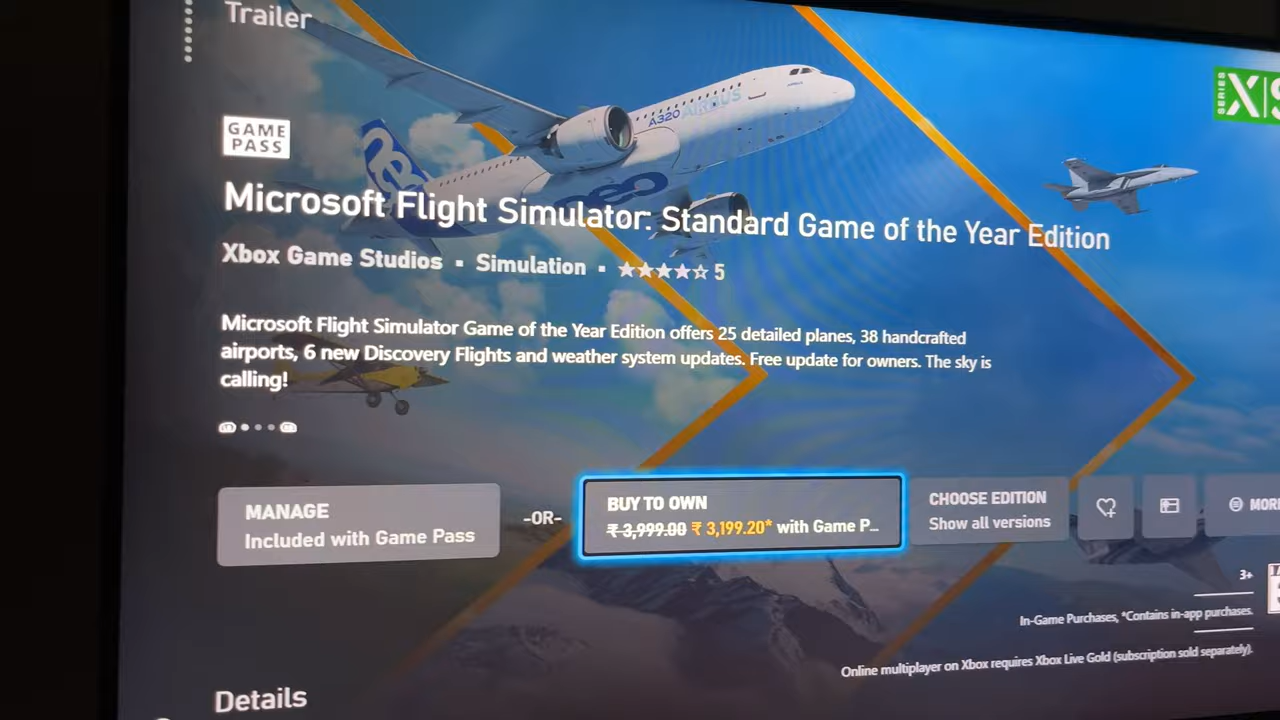 Trailer
SERIES
X|S
GAME
PASS
A320 AIRBUS
Microsoft Flight Simulator: Standard Game of the Year Edition
Xbox Game Studios ▪ Simulation ▪ ★★★★☆ 5
Microsoft Flight Simulator Game of the Year Edition offers 25 detailed planes, 38 handcrafted
airports, 6 new Discovery Flights and weather system updates. Free update for owners. The sky is
calling!
MANAGE
Included with Game Pass
-OR-
BUY TO OWN
₹ 3,999.00 ₹ 3,199.20* with Game P...
CHOOSE EDITION
Show all versions
3+
In-Game Purchases, *Contains in-app purchases.
Online multiplayer on Xbox requires Xbox Live Gold (subscription sold separately).
Details